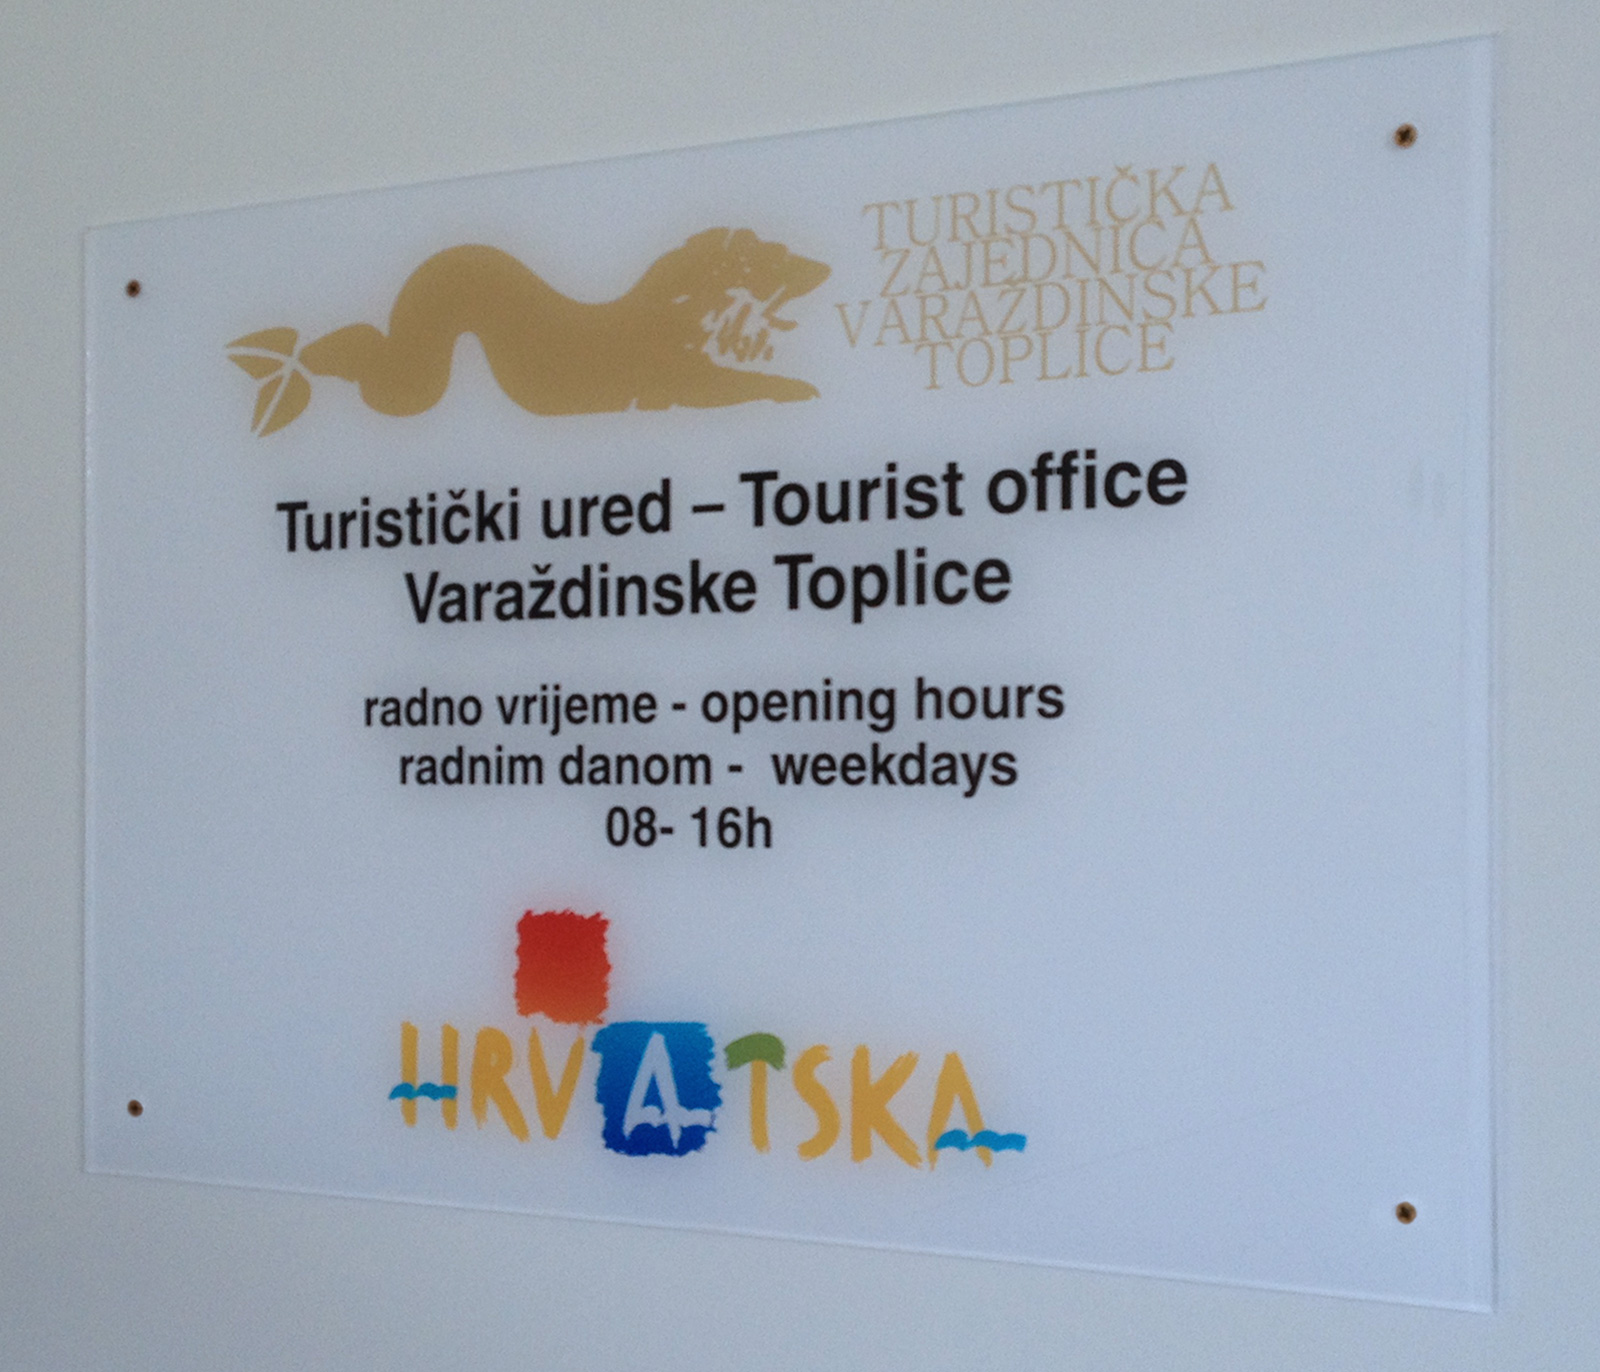 TURISTIČKA
ZAJEDNICA
VARAŽDINSKE
TOPLICE
Turistički ured – Tourist office
Varaždinske Toplice
radno vrijeme - opening hours
radnim danom - weekdays
08- 16h
HRVATSKA